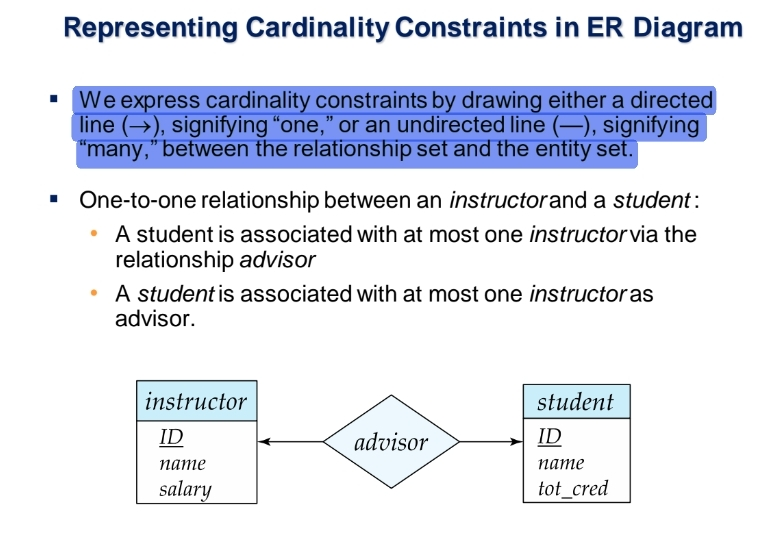 Representing Cardinality Constraints in ER Diagram
▪ We express cardinality constraints by drawing either a directed
line (→), signifying “one,” or an undirected line (—), signifying
“many,” between the relationship set and the entity set.
▪ One-to-one relationship between an instructor and a student :
• A student is associated with at most one instructor via the
relationship advisor
• A student is associated with at most one instructor as
advisor.
instructor
ID
name
salary
advisor
student
ID
name
tot_cred